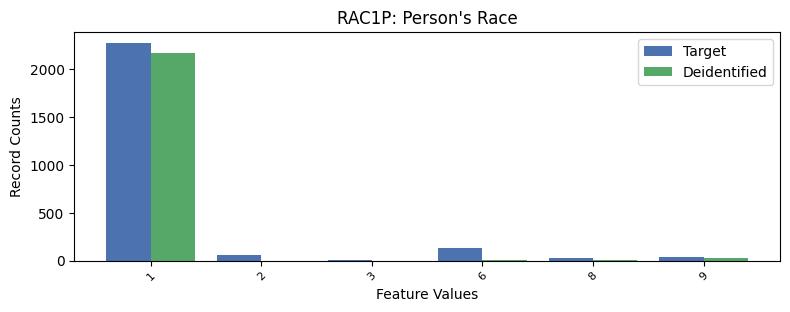 RAC1P: Person's Race
Target
Deidentified
Record Counts
2000
1500
1000
500
0
1 2 3 6 8 9
Feature Values